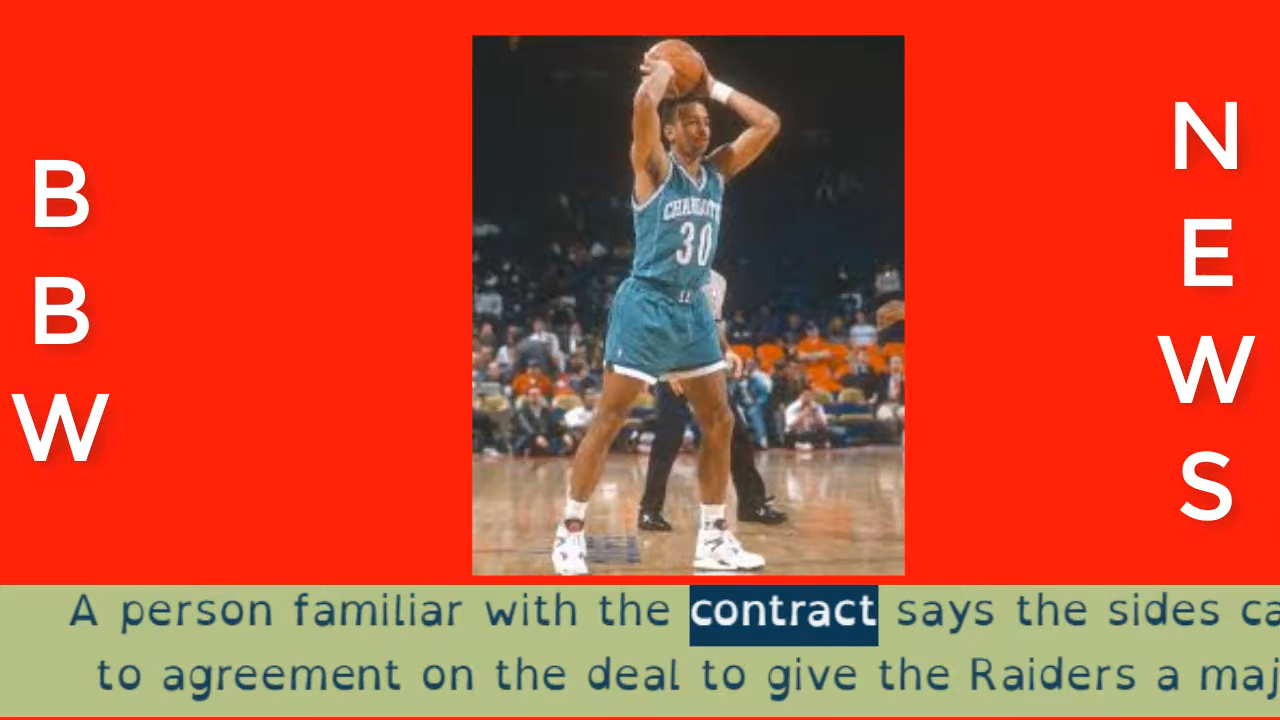 B
B
W
N
E
W
S
CHARLOTT
30
A person familiar with the contract says the sides ca
to agreement on the deal to give the Raiders a maj